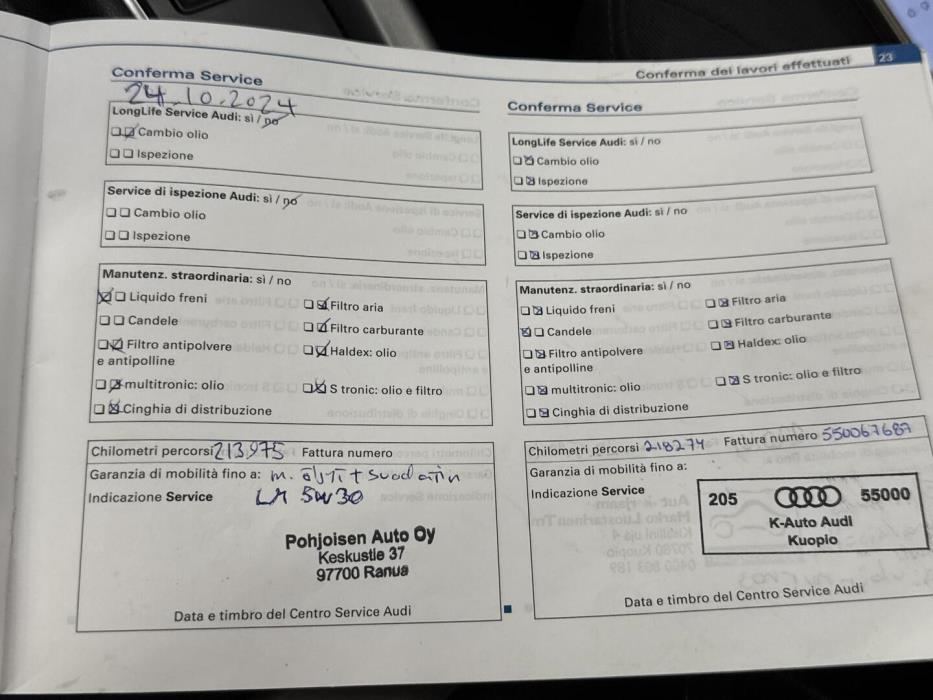 Conferma dei lavori effettuati 23
Conferma Service
24.10.2024
LongLife Service Audi: sì / no
Cambio olio
Ispezione
Service di ispezione Audi: sì / no
Cambio olio
Ispezione
Manutenz. straordinaria: sì / no
Liquido freni
Filtro aria
Candele
Filtro carburante
Filtro antipolvere
e antipolline
Haldex: olio
multitronic: olio
S tronic: olio e filtro
Cinghia di distribuzione
Chilometri percorsi 213.975 Fattura numero
Garanzia di mobilità fino a: m. öljyt + suodatin
Indicazione Service LM 5W30
Pohjoisen Auto Oy
Keskustie 37
97700 Ranua
Data e timbro del Centro Service Audi
Conferma Service
LongLife Service Audi: sì / no
Cambio olio
Ispezione
Service di ispezione Audi: sì / no
Cambio olio
Ispezione
Manutenz. straordinaria: sì / no
Liquido freni
Filtro aria
Candele
Filtro carburante
Filtro antipolvere
e antipolline
Haldex: olio
multitronic: olio
S tronic: olio e filtro
Cinghia di distribuzione
Chilometri percorsi 218274 Fattura numero 550067687
Garanzia di mobilità fino a:
Indicazione Service
205 55000
K-Auto Audi
Kuopio
Data e timbro del Centro Service Audi